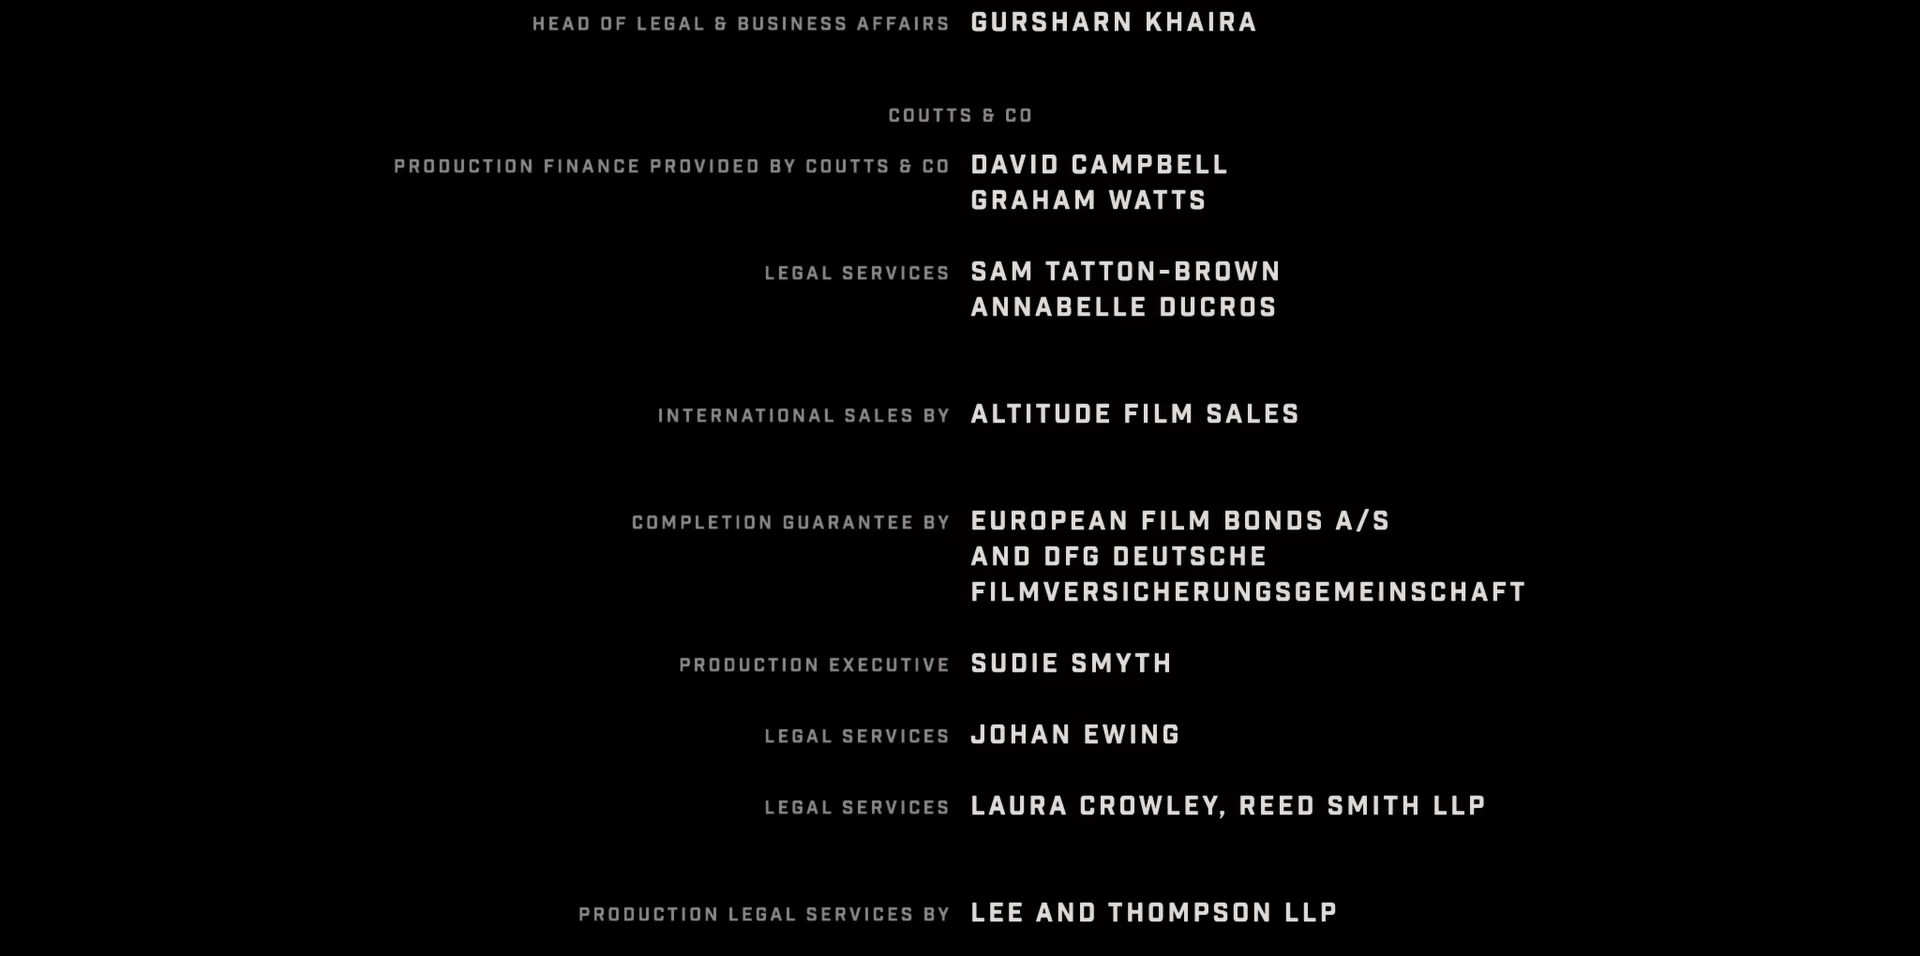 HEAD OF LEGAL & BUSINESS AFFAIRS GURSHARN KHAIRA
COUTTS & CO
PRODUCTION FINANCE PROVIDED BY COUTTS & CO DAVID CAMPBELL
GRAHAM WATTS
LEGAL SERVICES SAM TATTON-BROWN
ANNABELLE DUCROS
INTERNATIONAL SALES BY ALTITUDE FILM SALES
COMPLETION GUARANTEE BY EUROPEAN FILM BONDS A/S
AND DFG DEUTSCHE
FILMVERSICHERUNGSGEMEINSCHAFT
PRODUCTION EXECUTIVE SUDIE SMYTH
LEGAL SERVICES JOHAN EWING
LEGAL SERVICES LAURA CROWLEY, REED SMITH LLP
PRODUCTION LEGAL SERVICES BY LEE AND THOMPSON LLP